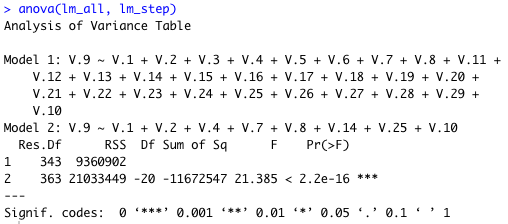 > anova(lm_all, lm_step)
Analysis of Variance Table

Model 1: V.9 ~ V.1 + V.2 + V.3 + V.4 + V.5 + V.6 + V.7 + V.8 + V.11 +
    V.12 + V.13 + V.14 + V.15 + V.16 + V.17 + V.18 + V.19 + V.20 +
    V.21 + V.22 + V.23 + V.24 + V.25 + V.26 + V.27 + V.28 + V.29 +
    V.10
Model 2: V.9 ~ V.1 + V.2 + V.4 + V.7 + V.8 + V.14 + V.25 + V.10
  Res.Df      RSS  Df Sum of Sq      F    Pr(>F)
1    343  9360902
2    363 21033449 -20 -11672547 21.385 < 2.2e-16 ***
---
Signif. codes:  0 ‘***’ 0.001 ‘**’ 0.01 ‘*’ 0.05 ‘.’ 0.1 ‘ ’ 1